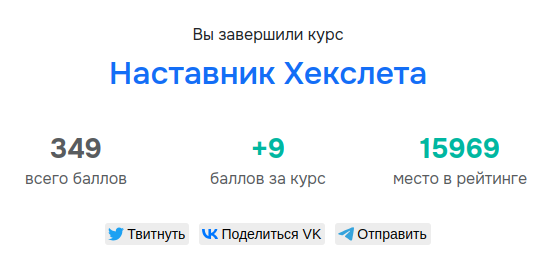 Вы завершили курс
Наставник Хекслета
349 +9 15969
всего баллов баллов за курс место в рейтинге
Твитнуть Поделиться VK Отправить